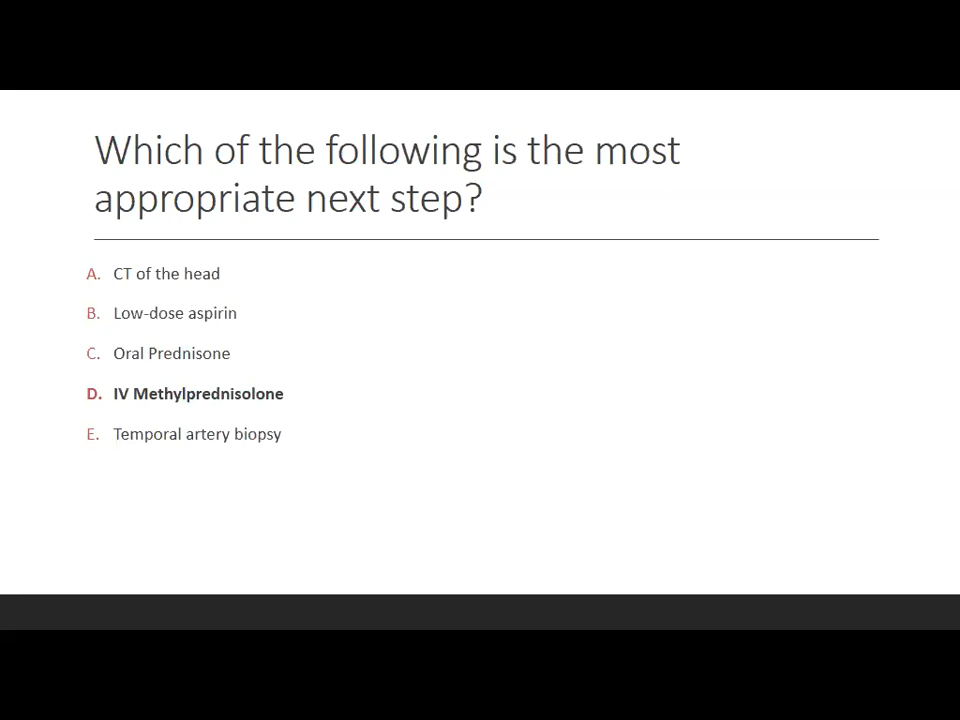 Which of the following is the most
appropriate next step?
A. CT of the head
B. Low-dose aspirin
C. Oral Prednisone
D. IV Methylprednisolone
E. Temporal artery biopsy